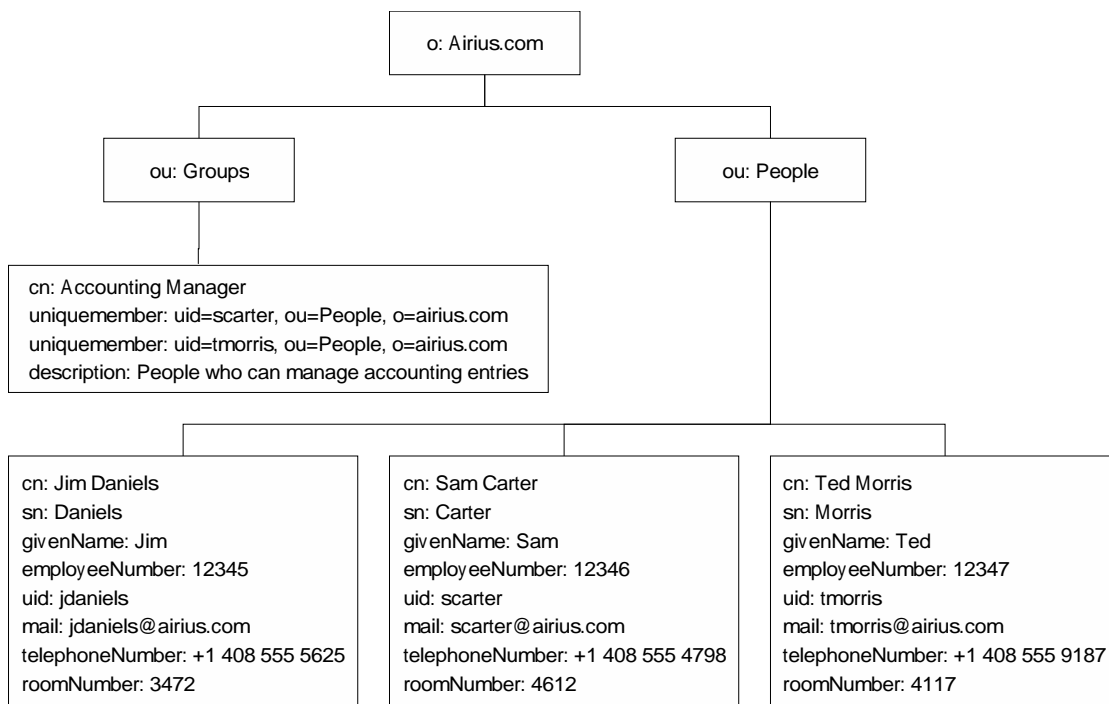 o: Airius.com
ou: Groups
ou: People
cn: Accounting Manager
uniquemember: uid=scarter, ou=People, o=airius.com
uniquemember: uid=tmorris, ou=People, o=airius.com
description: People who can manage accounting entries
cn: Jim Daniels
sn: Daniels
givenName: Jim
employeeNumber: 12345
uid: jdaniels
mail: jdaniels@airius.com
telephoneNumber: +1 408 555 5625
roomNumber: 3472
cn: Sam Carter
sn: Carter
givenName: Sam
employeeNumber: 12346
uid: scarter
mail: scarter@airius.com
telephoneNumber: +1 408 555 4798
roomNumber: 4612
cn: Ted Morris
sn: Morris
givenName: Ted
employeeNumber: 12347
uid: tmorris
mail: tmorris@airius.com
telephoneNumber: +1 408 555 9187
roomNumber: 4117